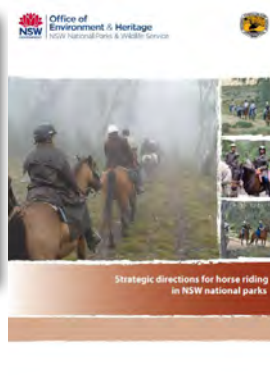 NSW
Office of
Environment & Heritage
NSW National Parks & Wildlife Service
Strategic directions for horse riding
in NSW national parks